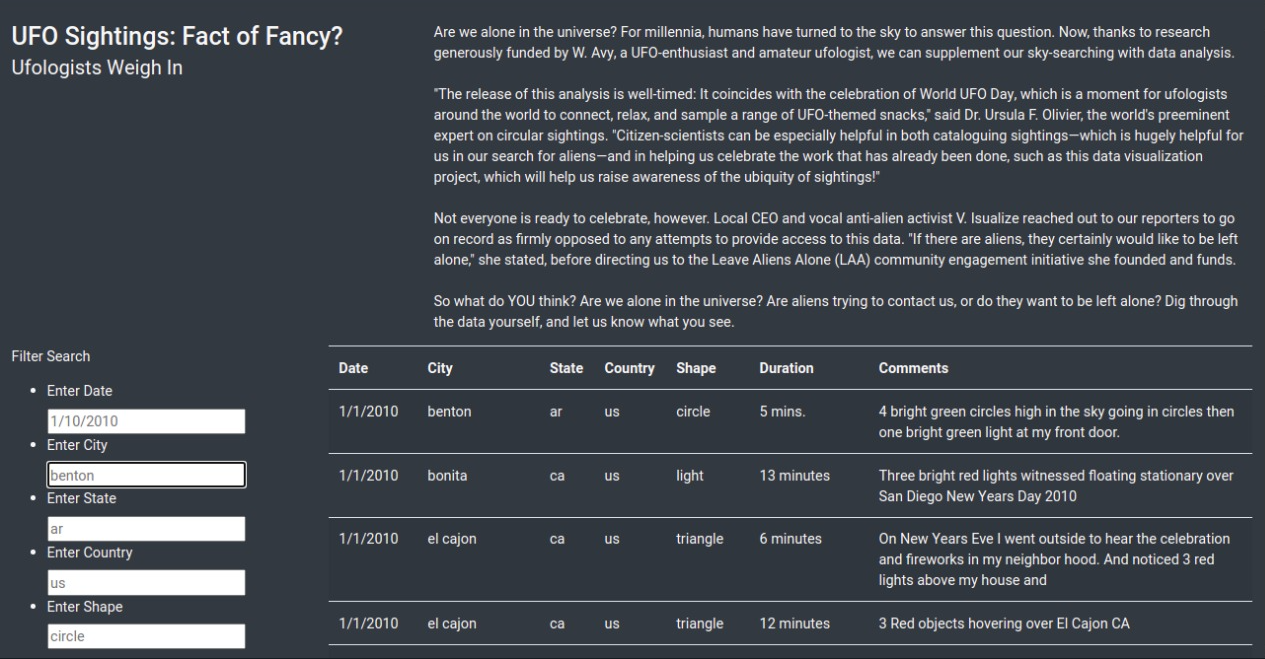 UFO Sightings: Fact of Fancy?
Ufologists Weigh In
Are we alone in the universe? For millennia, humans have turned to the sky to answer this question. Now, thanks to research
generously funded by W. Avy, a UFO-enthusiast and amateur ufologist, we can supplement our sky-searching with data analysis.
"The release of this analysis is well-timed: It coincides with the celebration of World UFO Day, which is a moment for ufologists
around the world to connect, relax, and sample a range of UFO-themed snacks," said Dr. Ursula F. Olivier, the world's preeminent
expert on circular sightings. "Citizen-scientists can be especially helpful in both cataloguing sightings—which is hugely helpful for
us in our search for aliens—and in helping us celebrate the work that has already been done, such as this data visualization
project, which will help us raise awareness of the ubiquity of sightings!"
Not everyone is ready to celebrate, however. Local CEO and vocal anti-alien activist V. Isualize reached out to our reporters to go
on record as firmly opposed to any attempts to provide access to this data. "If there are aliens, they certainly would like to be left
alone," she stated, before directing us to the Leave Aliens Alone (LAA) community engagement initiative she founded and funds.
So what do YOU think? Are we alone in the universe? Are aliens trying to contact us, or do they want to be left alone? Dig through
the data yourself, and let us know what you see.
Filter Search
• Enter Date
1/10/2010
• Enter City
benton
• Enter State
ar
• Enter Country
us
• Enter Shape
circle
Date City State Country Shape Duration Comments
1/1/2010 benton ar us circle 5 mins. 4 bright green circles high in the sky going in circles then
one bright green light at my front door.
1/1/2010 bonita ca us light 13 minutes Three bright red lights witnessed floating stationary over
San Diego New Years Day 2010
1/1/2010 el cajon ca us triangle 6 minutes On New Years Eve I went outside to hear the celebration
and fireworks in my neighbor hood. And noticed 3 red
lights above my house and
1/1/2010 el cajon ca us triangle 12 minutes 3 Red objects hovering over El Cajon CA